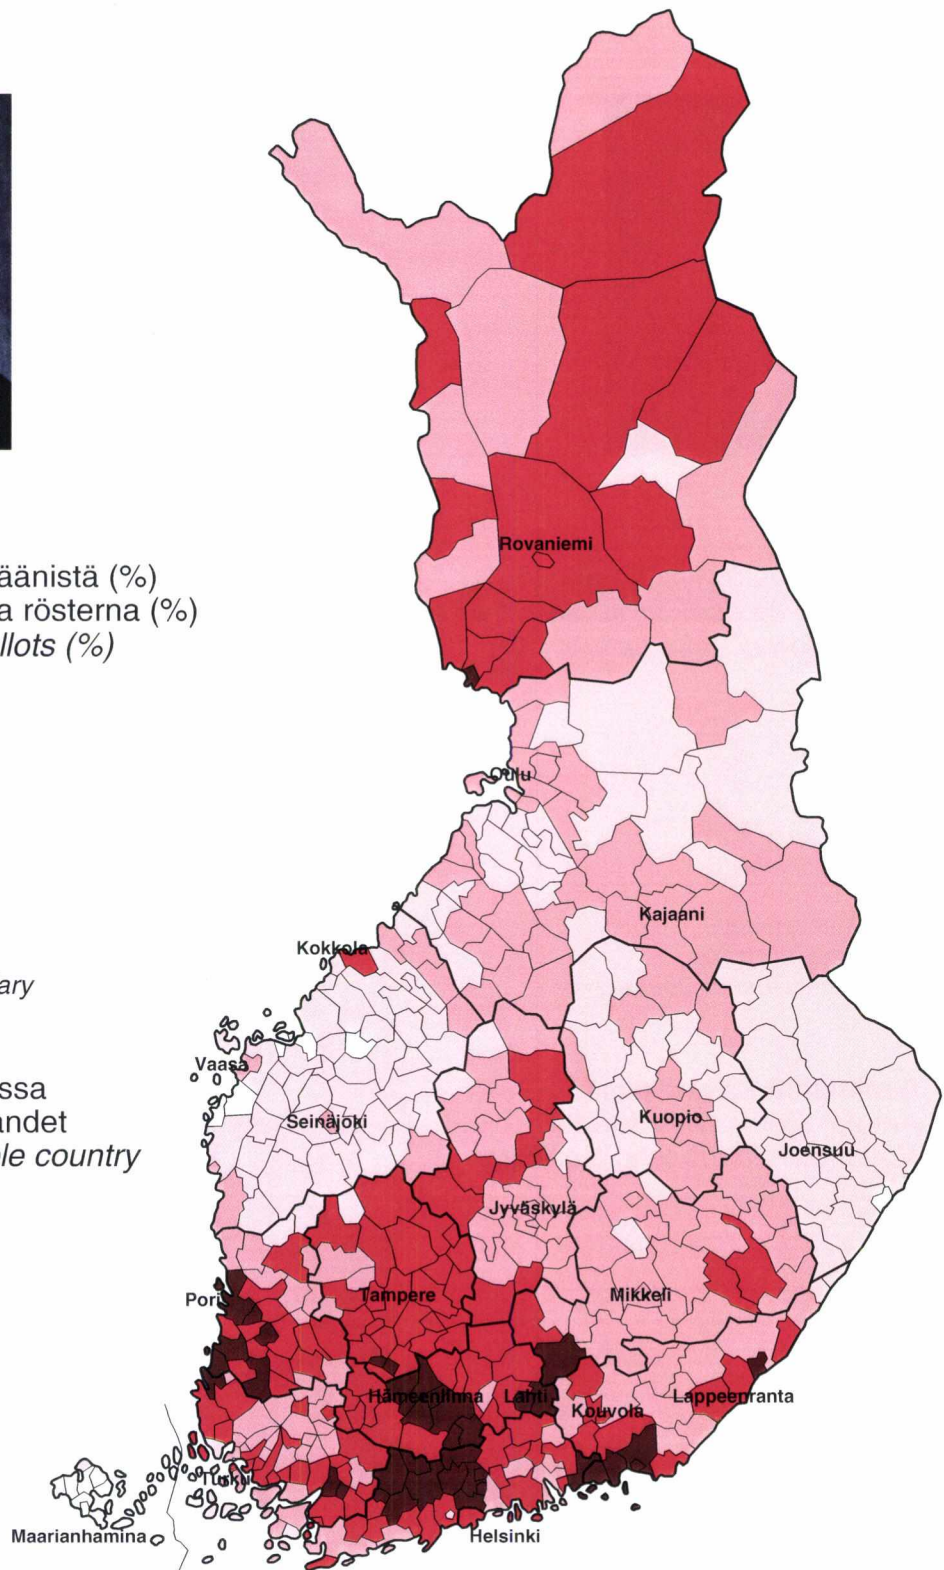 äänistä (%)
a rösterna (%)
llots (%)
ary
ssa
andet
le country
Rovaniemi
Oulu
Kajaani
Kokkola
Vaasa
Seinäjoki
Kuopio
Joensuu
Jyväskylä
Pori
Tampere
Mikkeli
Hämeenlinna
Lahti
Kouvola
Lappeenranta
Turku
Maarianhamina
Helsinki